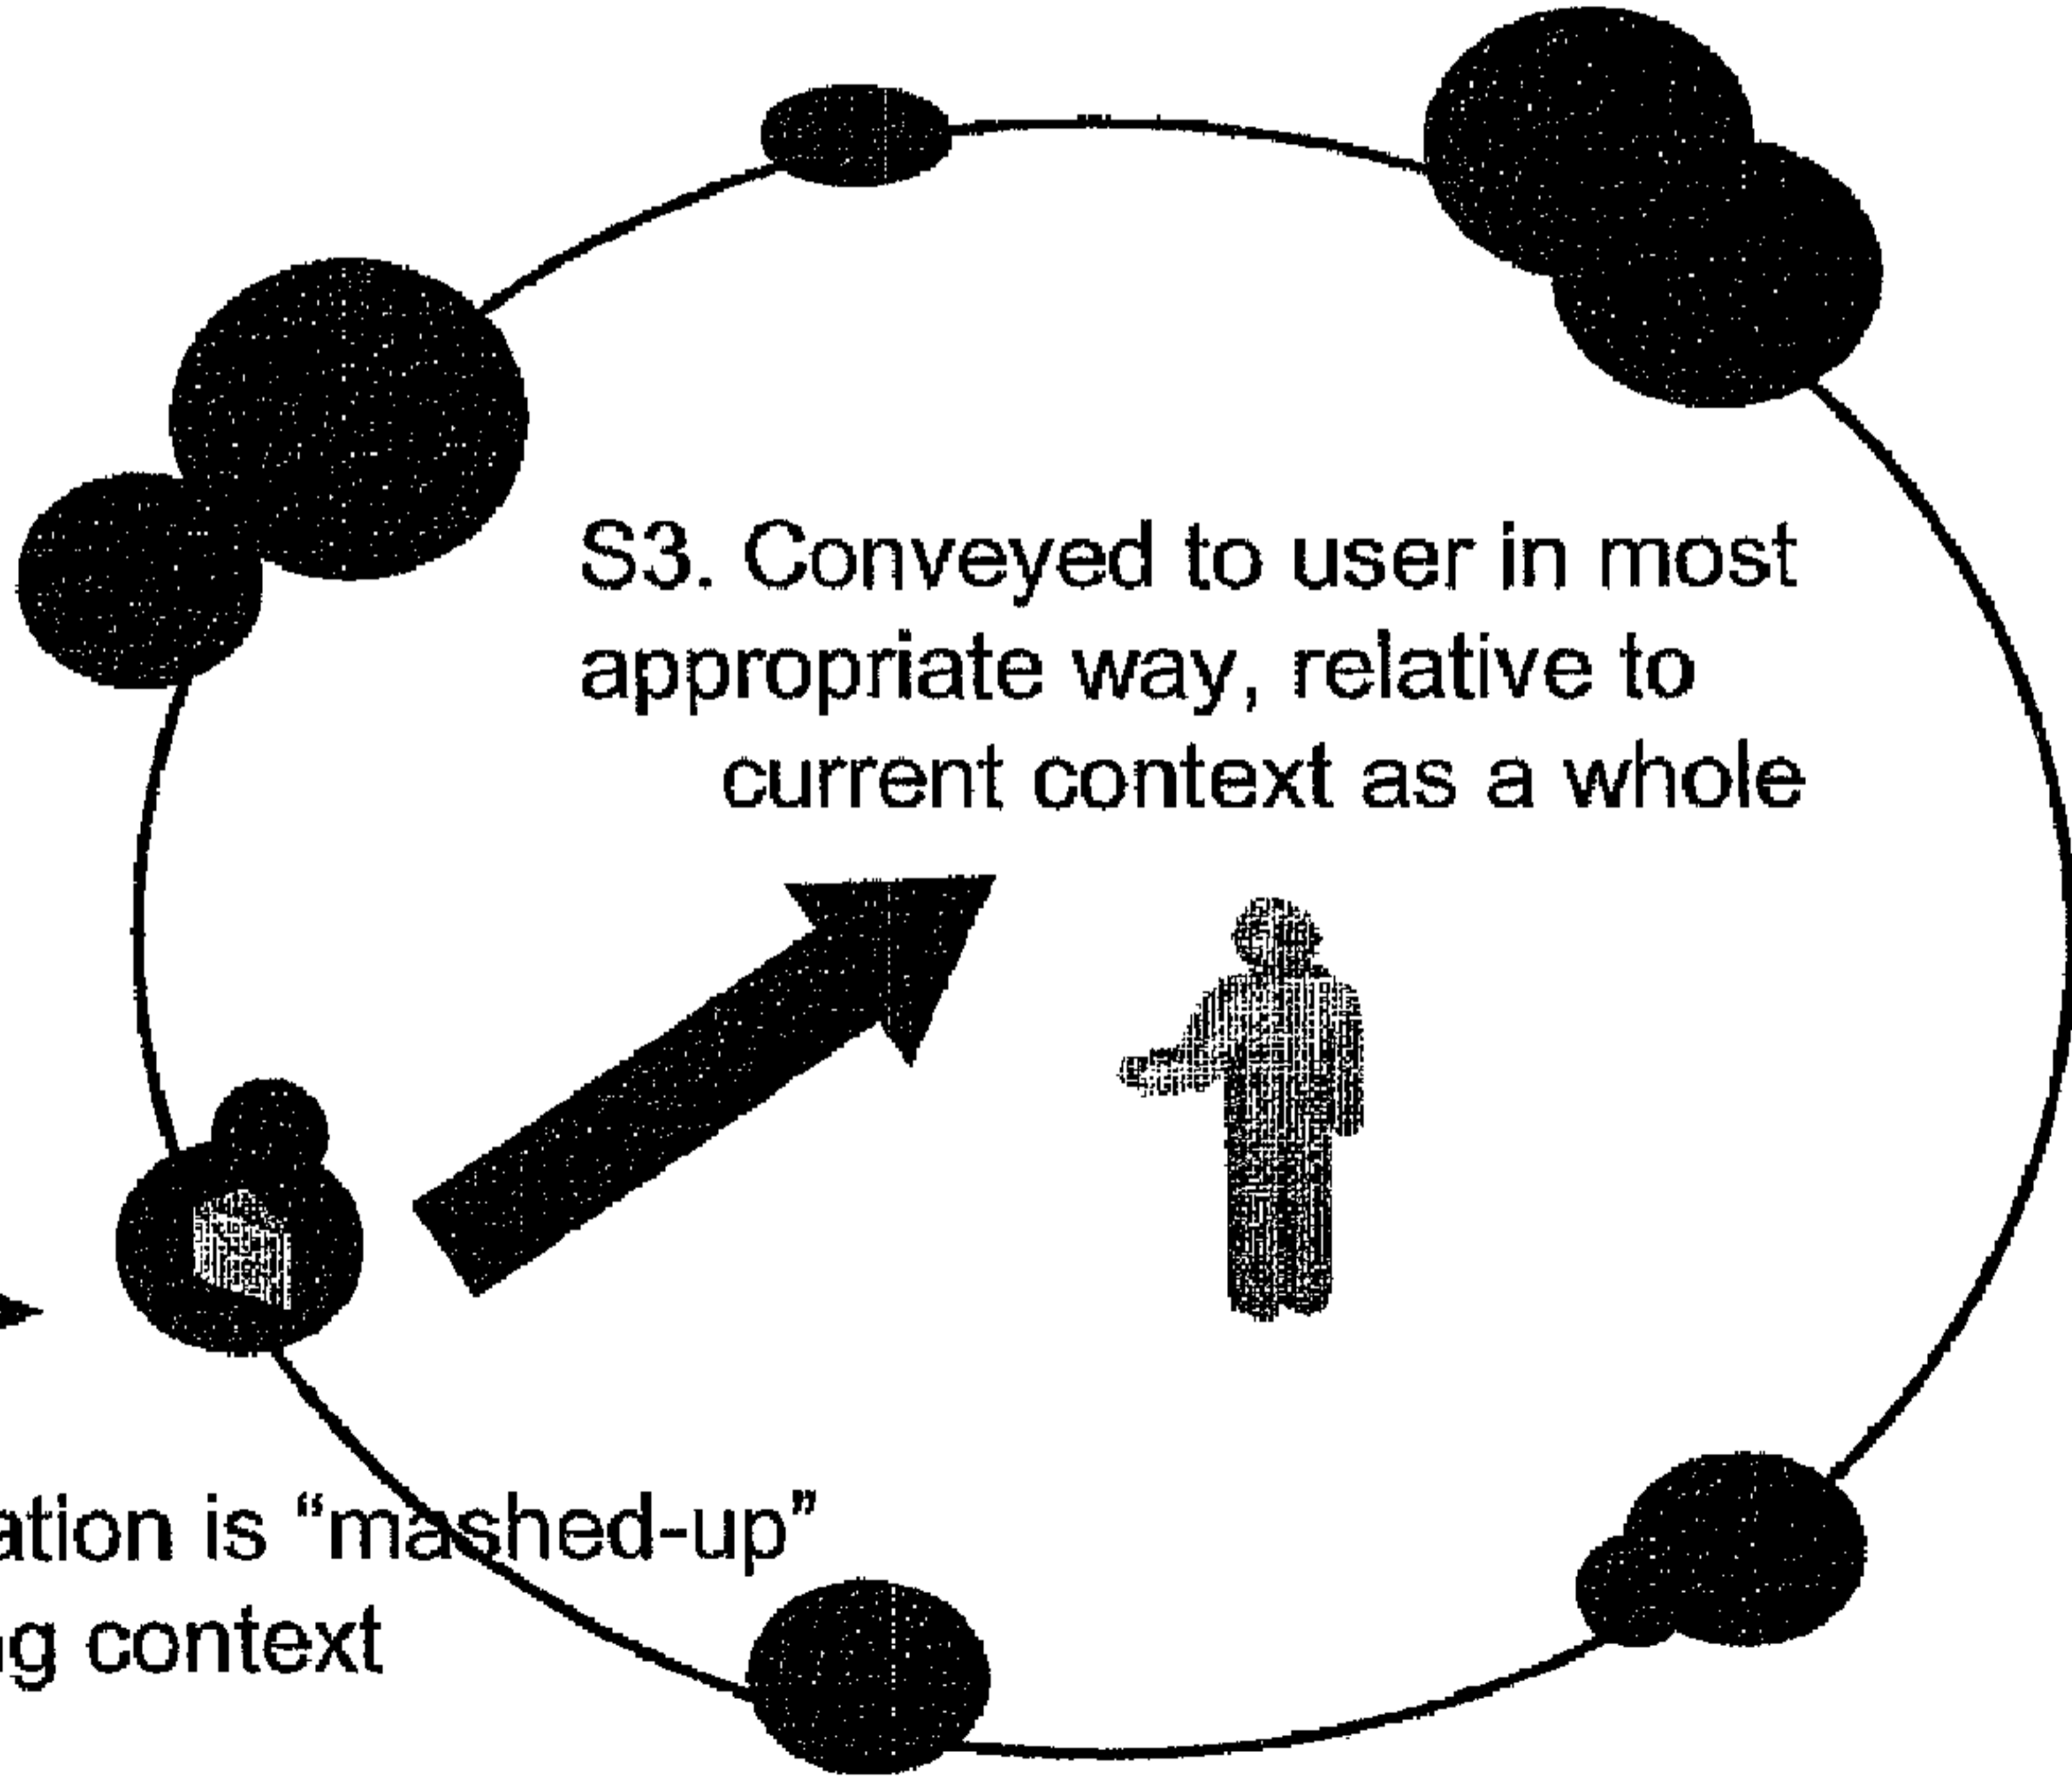 S3. Conveyed to user in most
appropriate way, relative to
current context as a whole
ation is “mashed-up”
g context